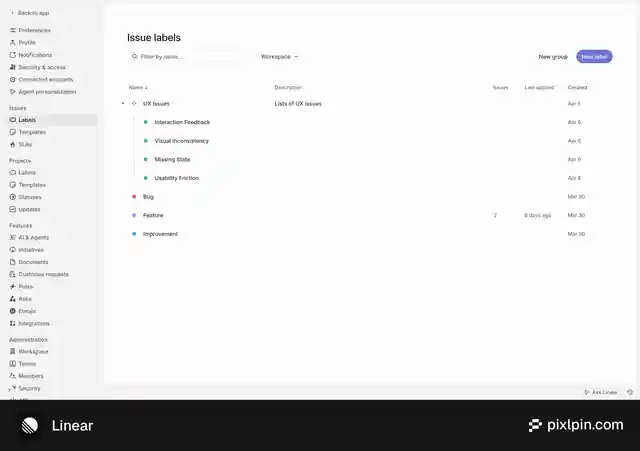 Back to app
Preferences
Profile
Notifications
Security & access
Connected accounts
Agent personalization
Issues
Labels
Templates
SLAs
Projects
Labels
Templates
Statuses
Updates
Features
AI & Agents
Initiatives
Documents
Customer requests
Pulse
Asks
Emojis
Integrations
Administration
Workspace
Teams
Members
Security
Issue labels
Filter by name...
Workspace
New group
New label
Name ↓ Description Issues Last applied Created
UX Issues Lists of UX issues Apr 6
Interaction Feedback Apr 6
Visual Inconsistency Apr 6
Missing State Apr 6
Usability Friction Apr 6
Bug Mar 30
Feature 2 6 days ago Mar 30
Improvement Mar 30
Ask Linear
Linear
pixlpin.com